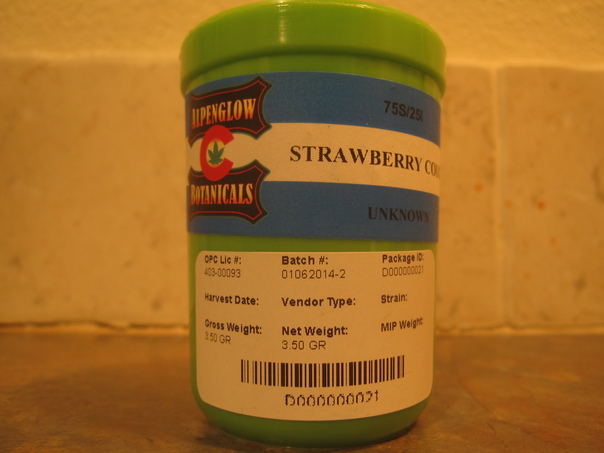 ALPENGLOW
BOTANICALS
75S/25I
STRAWBERRY
UNKNOWN
OPC Lic #: Batch #: Package ID:
403-00093 01062014-2 D000000021
Harvest Date: Vendor Type: Strain:
Gross Weight: Net Weight: MIP Weight:
3.50 GR 3.50 GR
D000000021